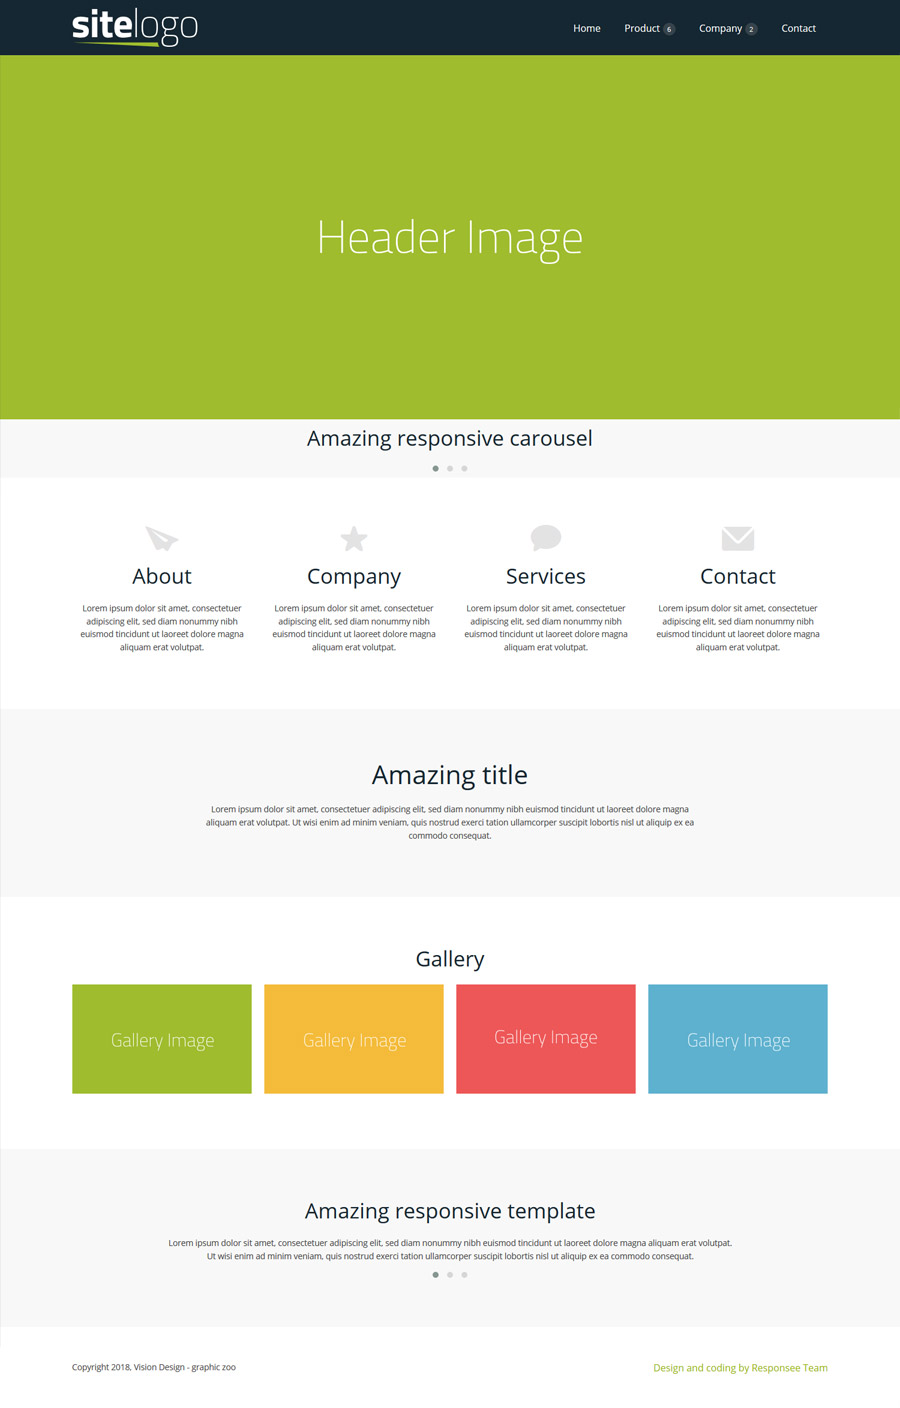 sitelogo
Home Product 6 Company 2 Contact
Header Image
Amazing responsive carousel
About
Lorem ipsum dolor sit amet, consectetuer
adipiscing elit, sed diam nonummy nibh
euismod tincidunt ut laoreet dolore magna
aliquam erat volutpat.
Company
Lorem ipsum dolor sit amet, consectetuer
adipiscing elit, sed diam nonummy nibh
euismod tincidunt ut laoreet dolore magna
aliquam erat volutpat.
Services
Lorem ipsum dolor sit amet, consectetuer
adipiscing elit, sed diam nonummy nibh
euismod tincidunt ut laoreet dolore magna
aliquam erat volutpat.
Contact
Lorem ipsum dolor sit amet, consectetuer
adipiscing elit, sed diam nonummy nibh
euismod tincidunt ut laoreet dolore magna
aliquam erat volutpat.
Amazing title
Lorem ipsum dolor sit amet, consectetuer adipiscing elit, sed diam nonummy nibh euismod tincidunt ut laoreet dolore magna
aliquam erat volutpat. Ut wisi enim ad minim veniam, quis nostrud exerci tation ullamcorper suscipit lobortis nisl ut aliquip ex ea
commodo consequat.
Gallery
Gallery Image
Gallery Image
Gallery Image
Gallery Image
Amazing responsive template
Lorem ipsum dolor sit amet, consectetuer adipiscing elit, sed diam nonummy nibh euismod tincidunt ut laoreet dolore magna aliquam erat volutpat.
Ut wisi enim ad minim veniam, quis nostrud exerci tation ullamcorper suscipit lobortis nisl ut aliquip ex ea commodo consequat.
Copyright 2018, Vision Design - graphic zoo
Design and coding by Responsee Team